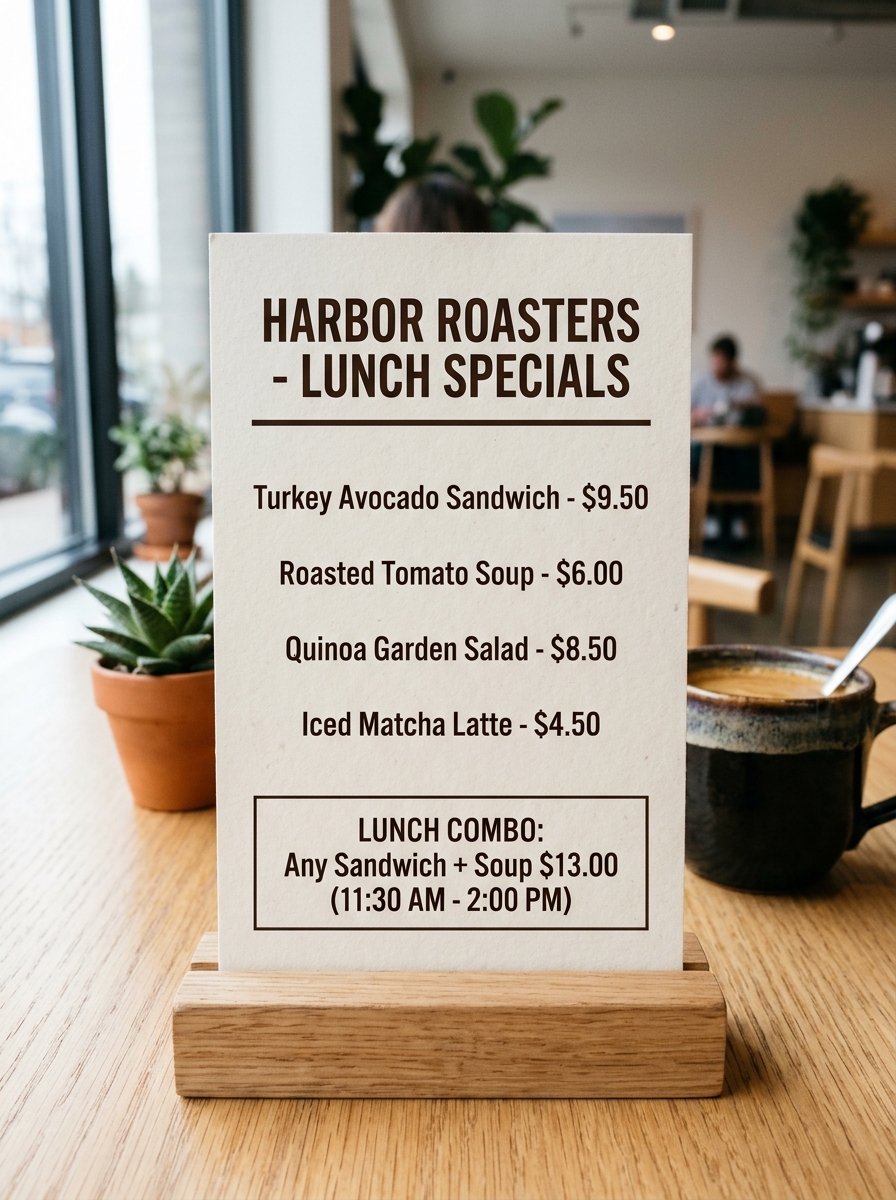 HARBOR ROASTERS
- LUNCH SPECIALS
Turkey Avocado Sandwich - $9.50
Roasted Tomato Soup - $6.00
Quinoa Garden Salad - $8.50
Iced Matcha Latte - $4.50
LUNCH COMBO:
Any Sandwich + Soup $13.00
(11:30 AM - 2:00 PM)